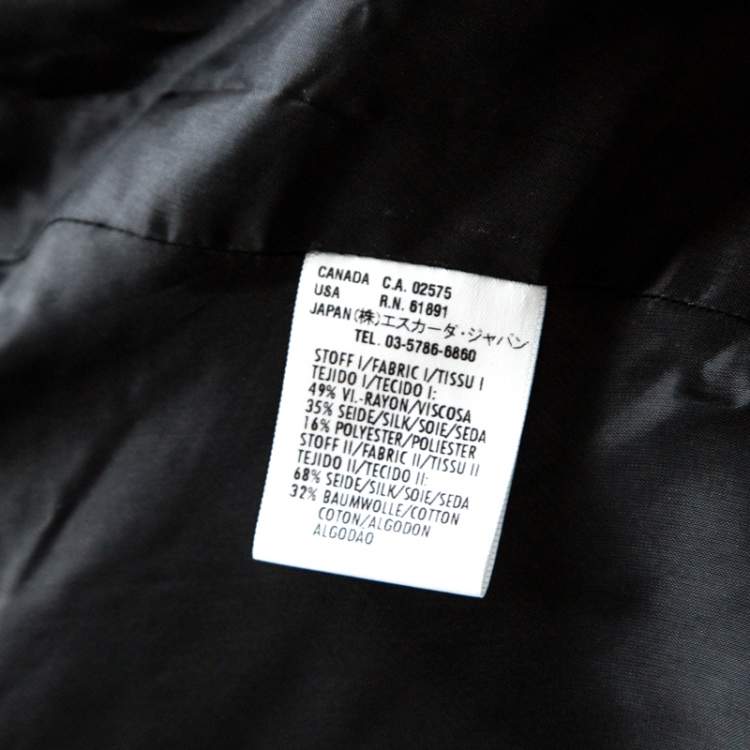 CANADA C.A. 02575
USA R.N. 61891
JAPAN (株)エスカーダ・ジャパン
TEL. 03-5786-6860
STOFF I/FABRIC I/TISSU I
TEJIDO I/TECIDO I:
49% VI.-RAYON/VISCOSA
35% SEIDE/SILK/SOIE/SEDA
16% POLYESTER/POLIESTER
STOFF II/FABRIC II/TISSU II
TEJIDO II/TECIDO II:
68% SEIDE/SILK/SOIE/SEDA
32% BAUMWOLLE/COTTON
COTON/ALGODON
ALGODÃO